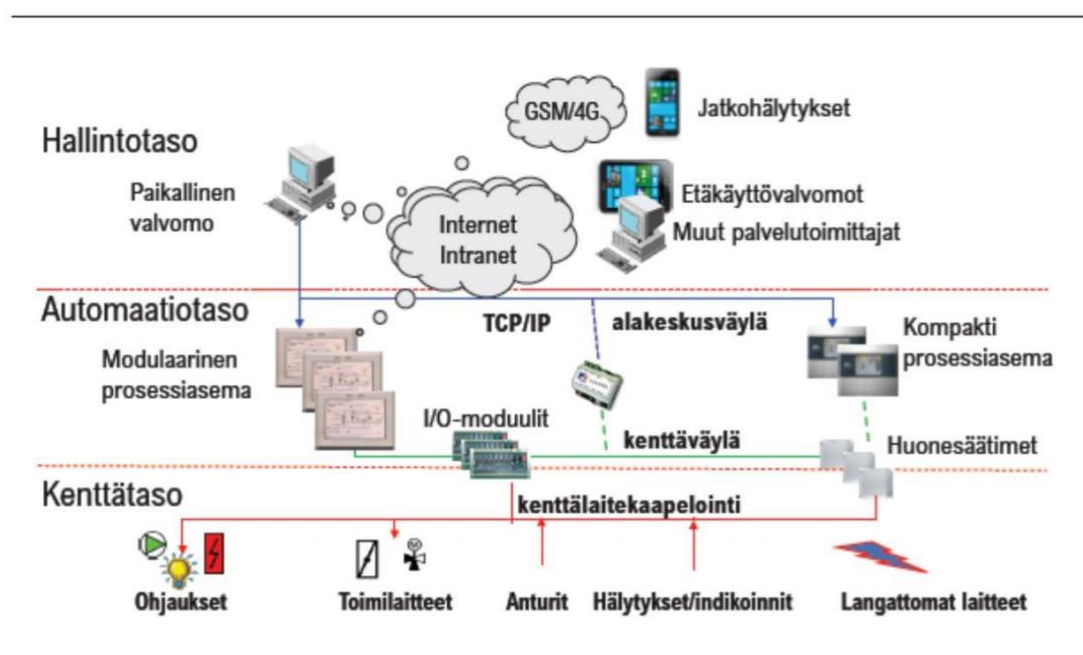 GSM/4G
Jatkohälytykset
Hallintotaso
Paikallinen
valvomo
Internet
Intranet
Etäkäyttövalvomot
Muut palvelutoimittajat
Automaatiotaso
TCP/IP
alakeskusväylä
Modulaarinen
prosessiasema
Kompakti
prosessiasema
I/O-moduulit
kenttäväylä
Huonesäätimet
Kenttätaso
kenttälaitekaapelointi
Ohjaukset
Toimilaitteet
Anturit
Hälytykset/indikoinnit
Langattomat laitteet